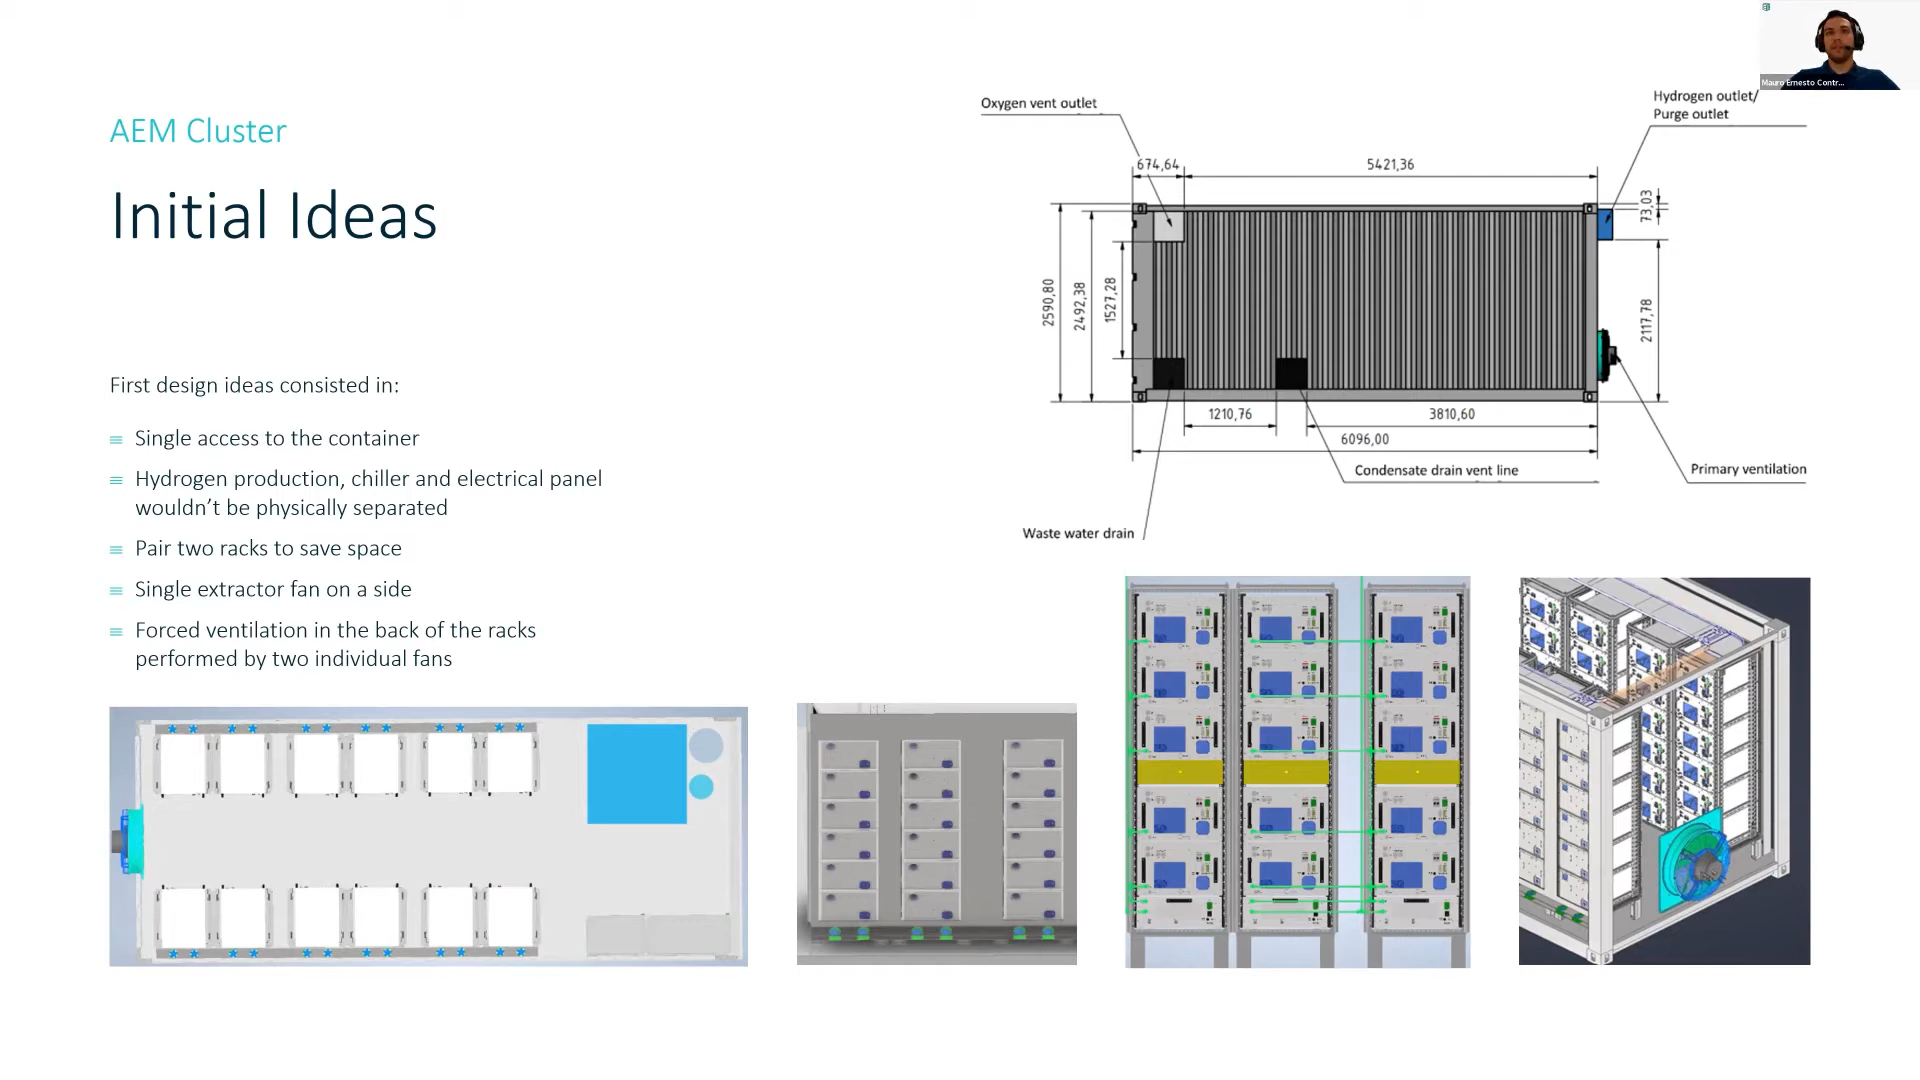 Mauro Ernesto Contr...
AEM Cluster
Initial Ideas
First design ideas consisted in:
Single access to the container
Hydrogen production, chiller and electrical panel
wouldn’t be physically separated
Pair two racks to save space
Single extractor fan on a side
Forced ventilation in the back of the racks
performed by two individual fans
Oxygen vent outlet
Hydrogen outlet/
Purge outlet
674,64
5421,36
73,03
2590,80
2492,38
1527,28
2117,78
1210,76
3810,60
6096,00
Condensate drain vent line
Primary ventilation
Waste water drain